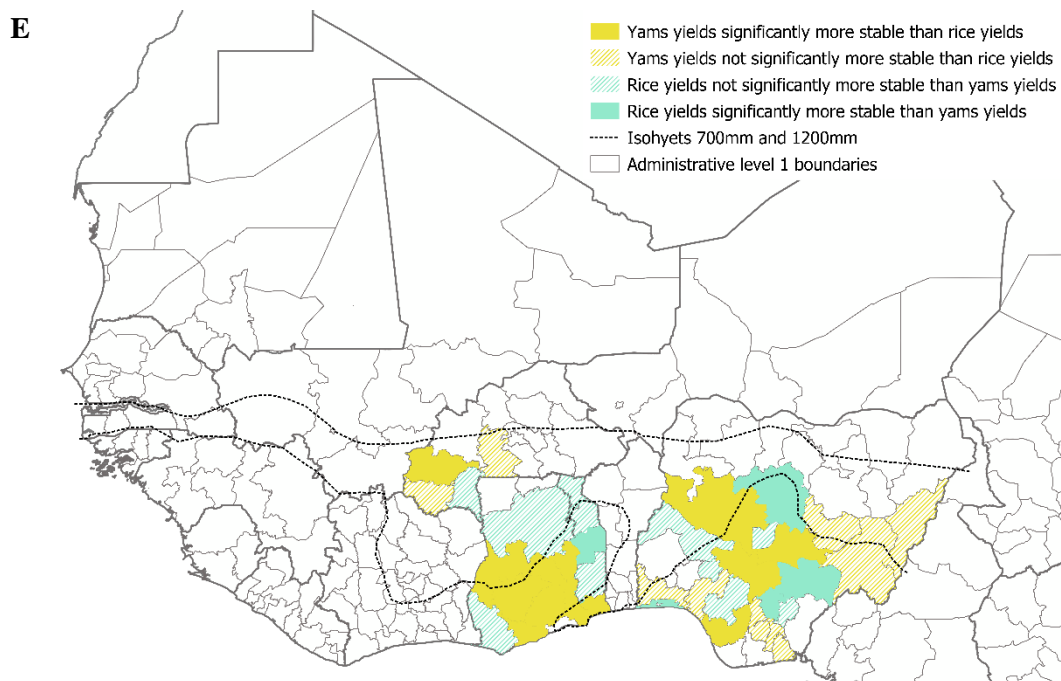 E
Yams yields significantly more stable than rice yields
Yams yields not significantly more stable than rice yields
Rice yields not significantly more stable than yams yields
Rice yields significantly more stable than yams yields
Isohyets 700mm and 1200mm
Administrative level 1 boundaries